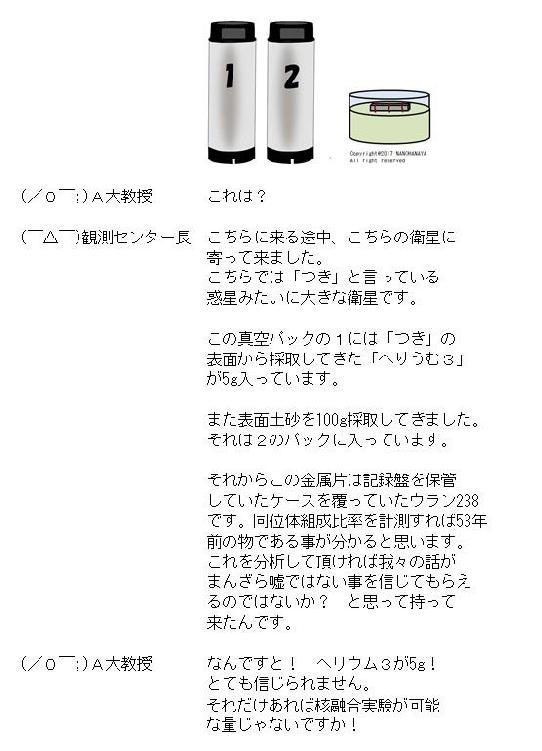 1 2
Copyright@2017 NANOHANAYA
All right reserved
(／０￣;)Ａ大教授 これは？
(￣△￣)観測センター長 こちらに来る途中、こちらの衛星に
寄って来ました。
こちらでは「つき」と言っている
惑星みたいに大きな衛星です。
この真空パックの１には「つき」の
表面から採取してきた「へりうむ３」
が5g入っています。
また表面土砂を100g採取してきました。
それは２のパックに入っています。
それからこの金属片は記録盤を保管
していたケースを覆っていたウラン238
です。同位体組成比率を計測すれば53年
前の物である事が分かると思います。
これを分析して頂ければ我々の話が
まんざら嘘ではない事を信じてもらえ
るのではないか？　と思って持って
来たんです。
(／０￣;)Ａ大教授 なんですと！　ヘリウム３が5g！
とても信じられません。
それだけあれば核融合実験が可能
な量じゃないですか！